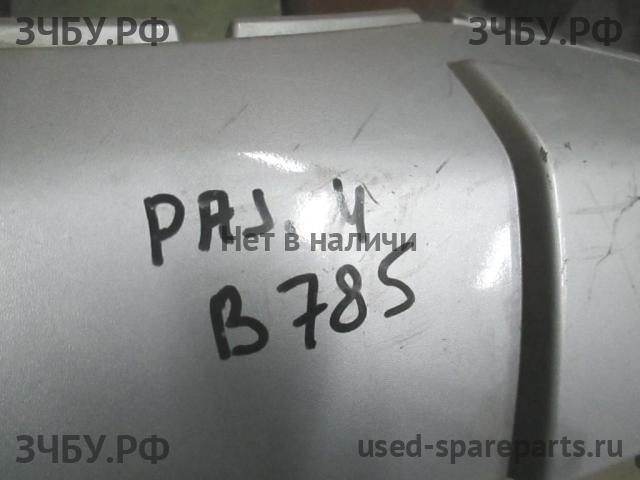 ЗЧБУ.РФ ЗЧБУ.РФ
PAJ. 4
Нет в наличи
B785
ЗЧБУ.РФ used-spareparts.ru